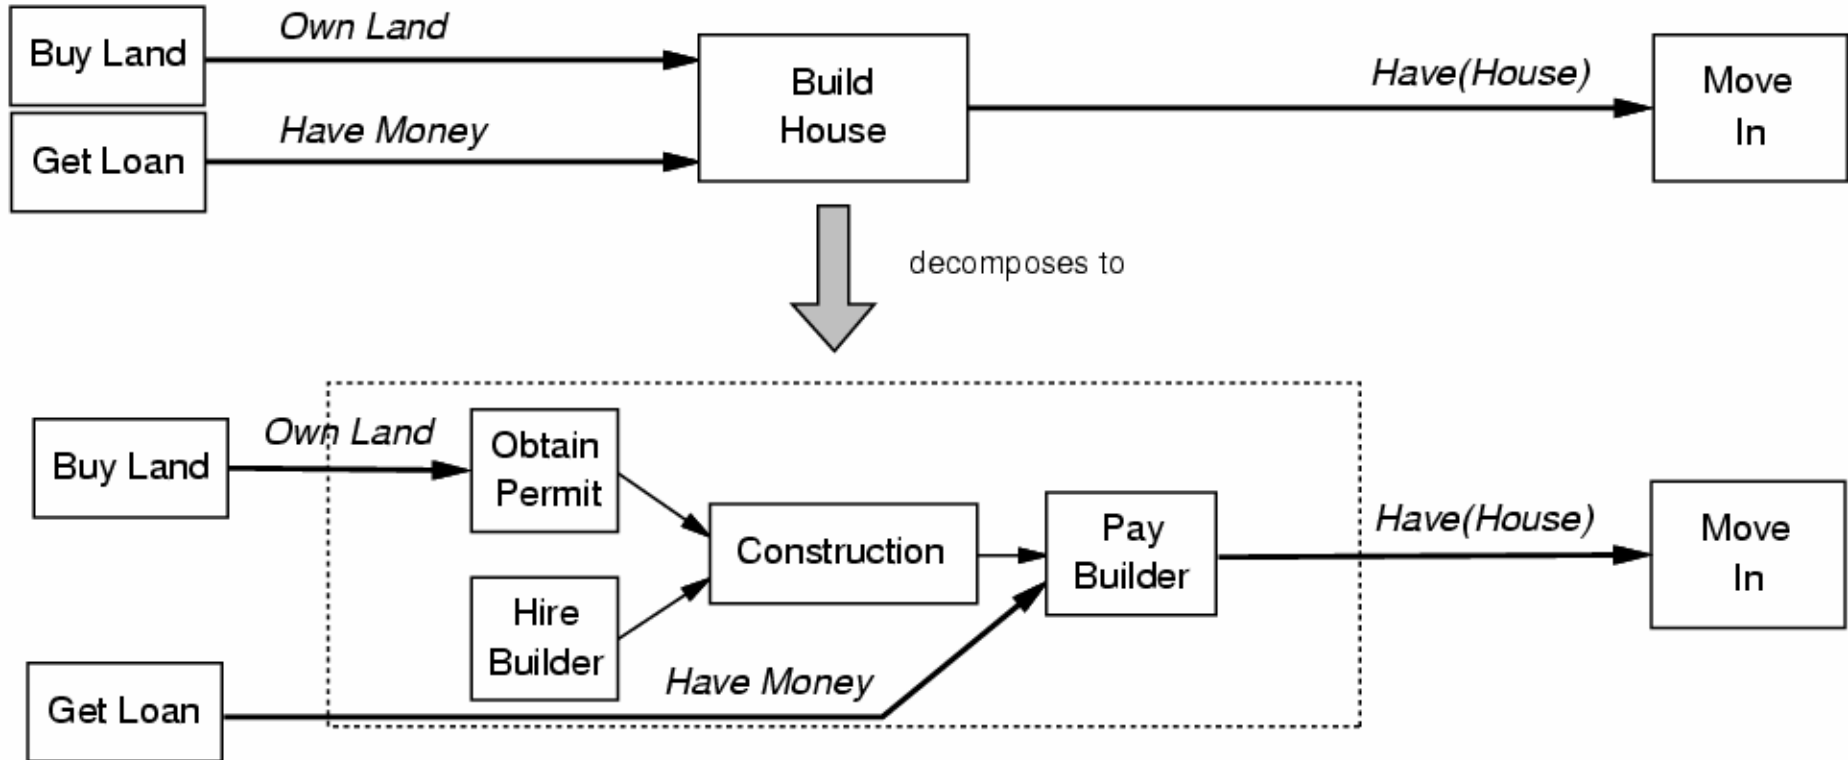 Buy Land
Own Land
Get Loan
Have Money
Build
House
Have(House)
Move
In
decomposes to
Buy Land
Own Land
Obtain
Permit
Hire
Builder
Construction
Get Loan
Have Money
Pay
Builder
Have(House)
Move
In